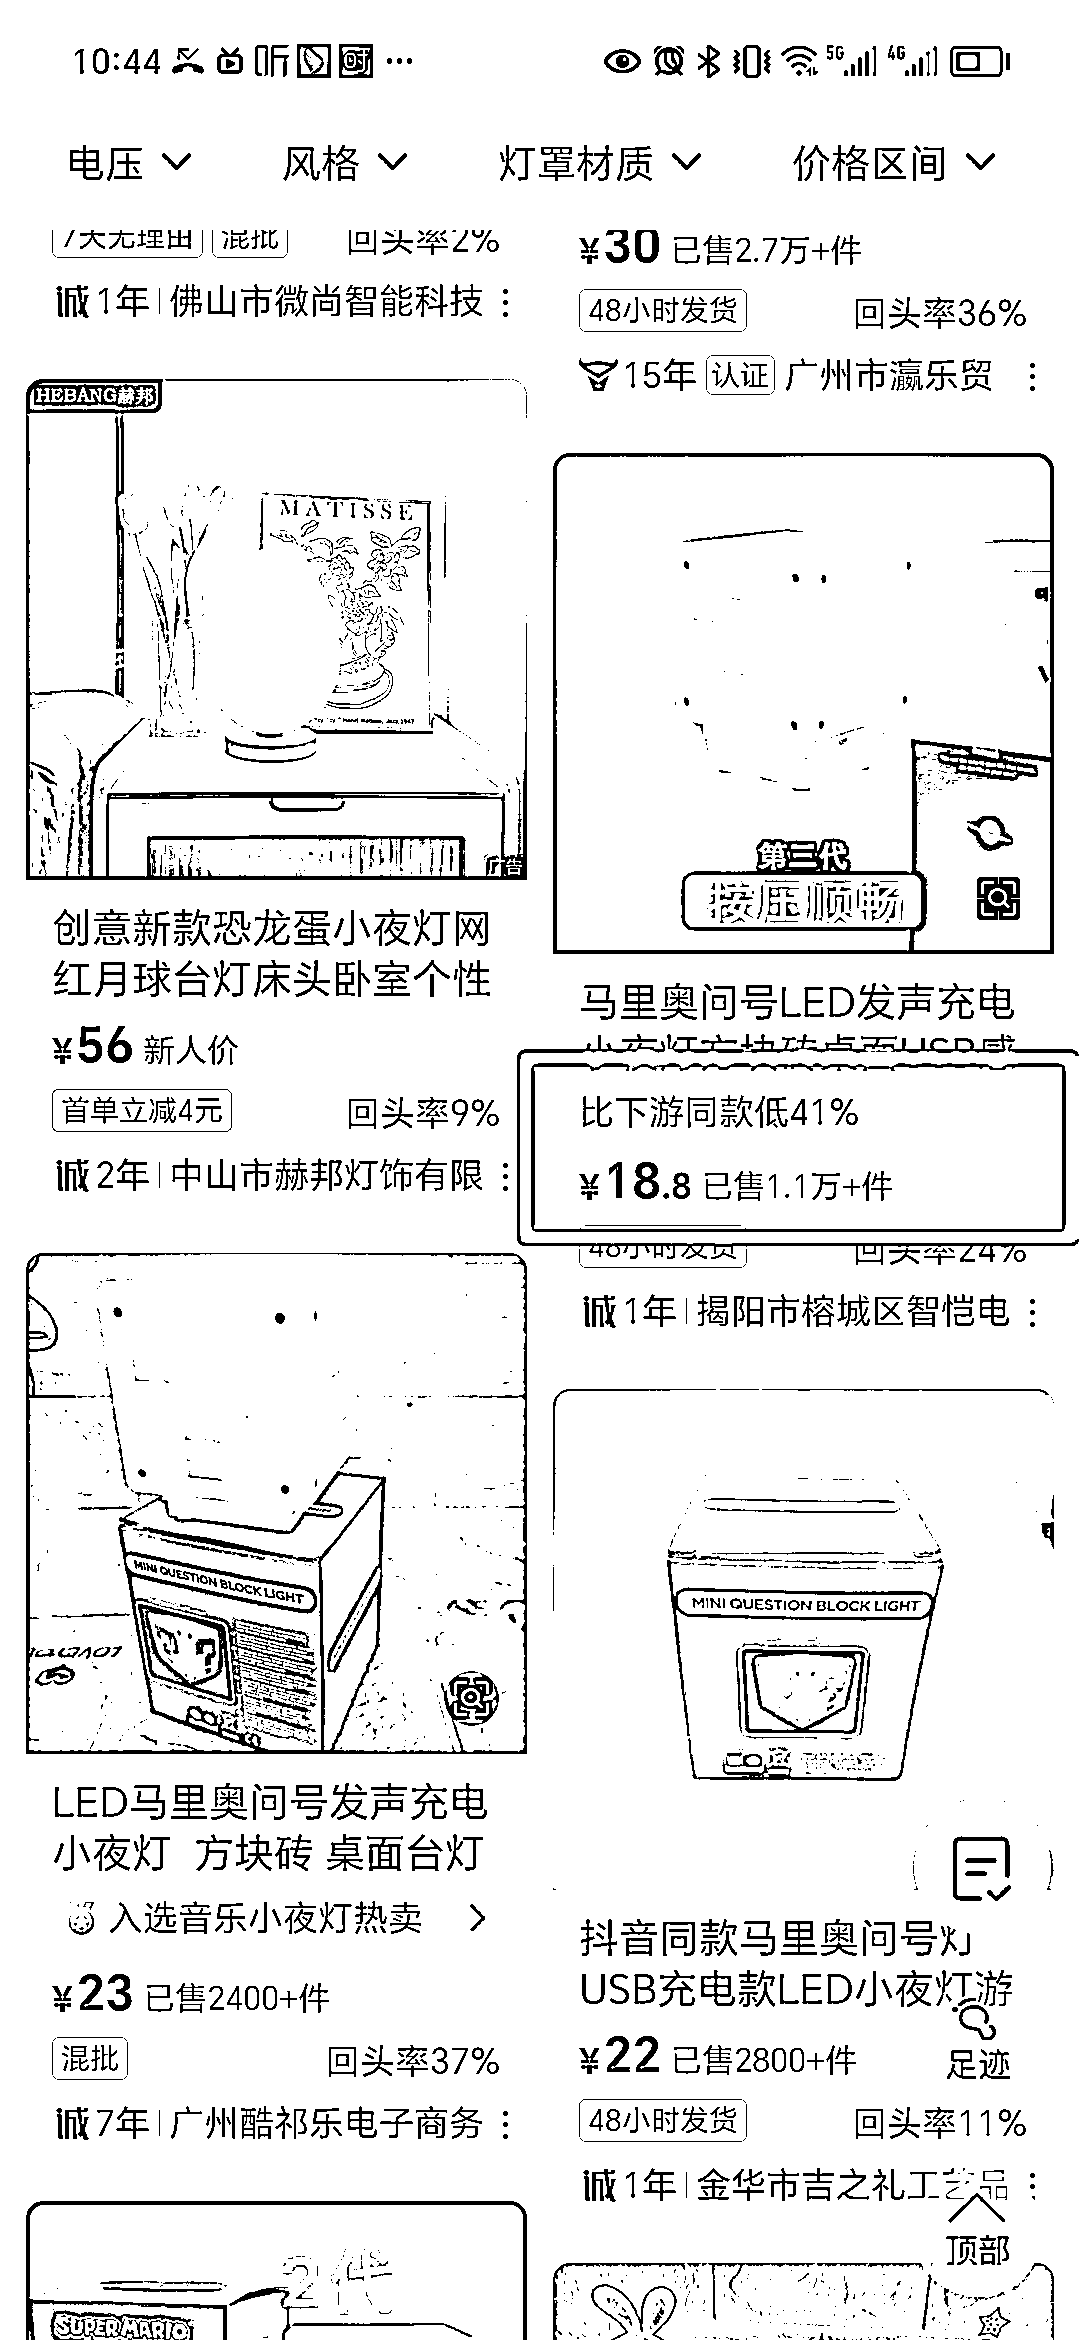 10:44
5G
4G
电压
风格
灯罩材质
价格区间
7天无理由 混批 回头率2%
诚1年 佛山市微尚智能科技
HEBANG赫邦
MATISSE
广告
创意新款恐龙蛋小夜灯网
红月球台灯床头卧室个性
¥56 新人价
首单立减4元 回头率9%
诚2年 中山市赫邦灯饰有限
MINI QUESTION BLOCK LIGHT
LED马里奥问号发声充电
小夜灯 方块砖 桌面台灯
入选音乐小夜灯热卖
¥23 已售2400+件
混批 回头率37%
诚7年 广州酷祁乐电子商务
2件
SUPER MARIO
¥30 已售2.7万+件
48小时发货 回头率36%
15年 认证 广州市瀛乐贸
第三代
按压顺畅
马里奥问号LED发声充电
小夜灯方块砖桌面USB感
比下游同款低41%
¥18.8 已售1.1万+件
48小时发货 回头率24%
诚1年 揭阳市榕城区智恺电
MINI QUESTION BLOCK LIGHT
抖音同款马里奥问号灯
USB充电款LED小夜灯游
¥22 已售2800+件
足迹
48小时发货 回头率11%
诚1年 金华市吉之礼工艺品
顶部